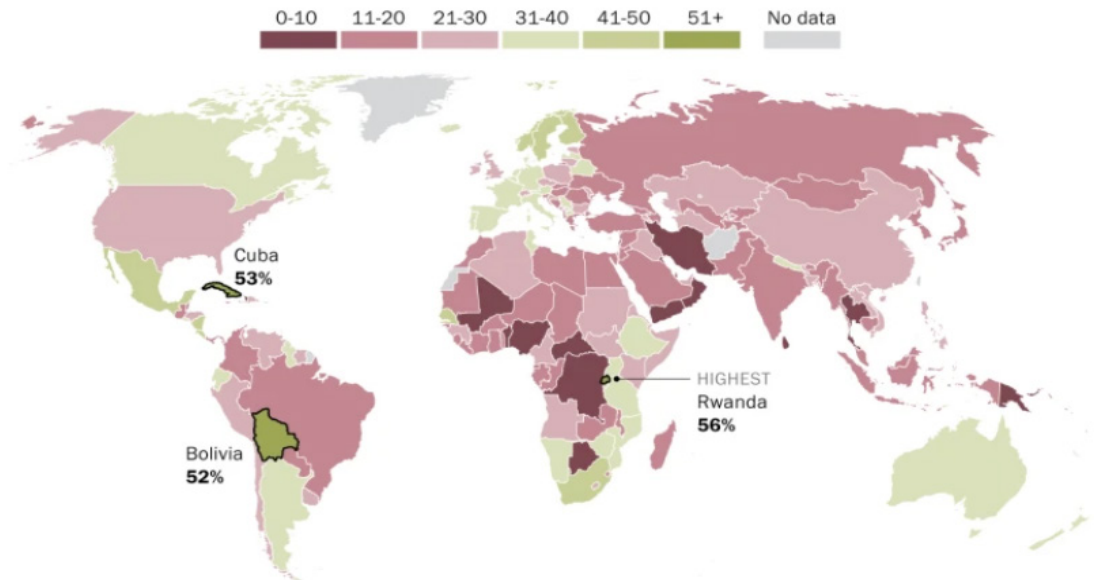 0-10 11-20 21-30 31-40 41-50 51+ No data
Cuba
53%
HIGHEST
Rwanda
56%
Bolivia
52%